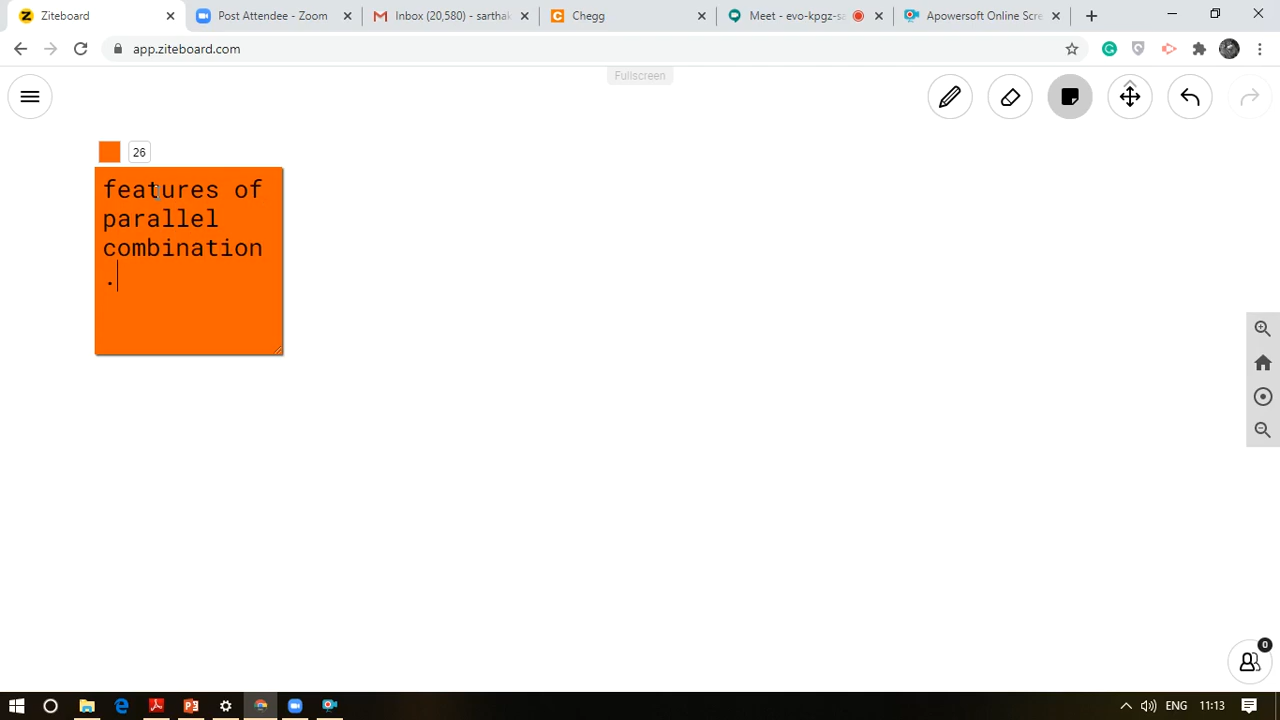 Ziteboard
Post Attendee - Zoom
Inbox (20,580) - sarthak
Chegg
Meet - evo-kpgz-sa
Apowersoft Online Scre
app.ziteboard.com
Fullscreen
26
features of
parallel
combination
.
0
ENG
11:13